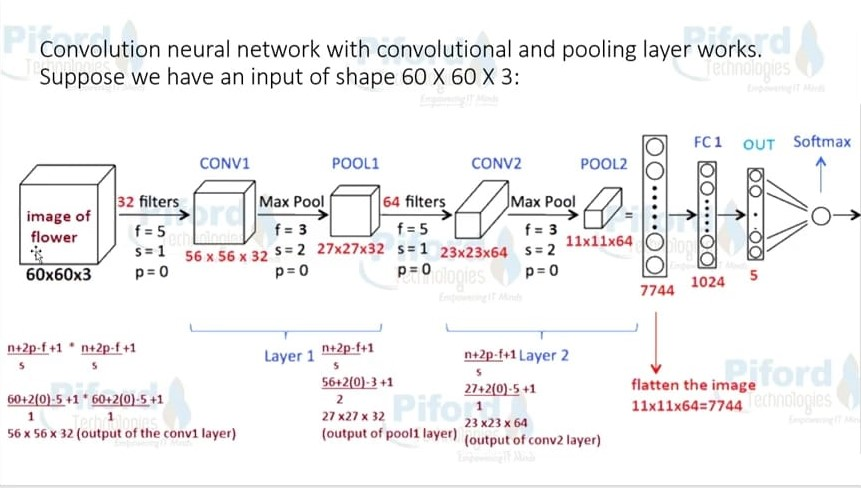 Convolution neural network with convolutional and pooling layer works.
Suppose we have an input of shape 60 X 60 X 3:
Piford
Technologies
Empowering IT Minds
CONV1
POOL1
CONV2
POOL2
FC1
OUT
Softmax
image of
flower
60x60x3
32 filters
f = 5
s = 1
p = 0
56 x 56 x 32
Max Pool
f = 3
s = 2
p = 0
27x27x32
64 filters
f = 5
s = 1
p = 0
23x23x64
Max Pool
f = 3
s = 2
p = 0
11x11x64
=
7744
1024
5
n+2p-f +1 * n+2p-f +1
s s
60+2(0)-5 +1 * 60+2(0)-5 +1
1 1
56 x 56 x 32 (output of the conv1 layer)
Layer 1
n+2p-f+1
s
56+2(0)-3 +1
2
27 x27 x 32
(output of pool1 layer)
n+2p-f+1 Layer 2
s
27+2(0)-5 +1
1
23 x23 x 64
(output of conv2 layer)
flatten the image
11x11x64=7744
Piford
Technologies